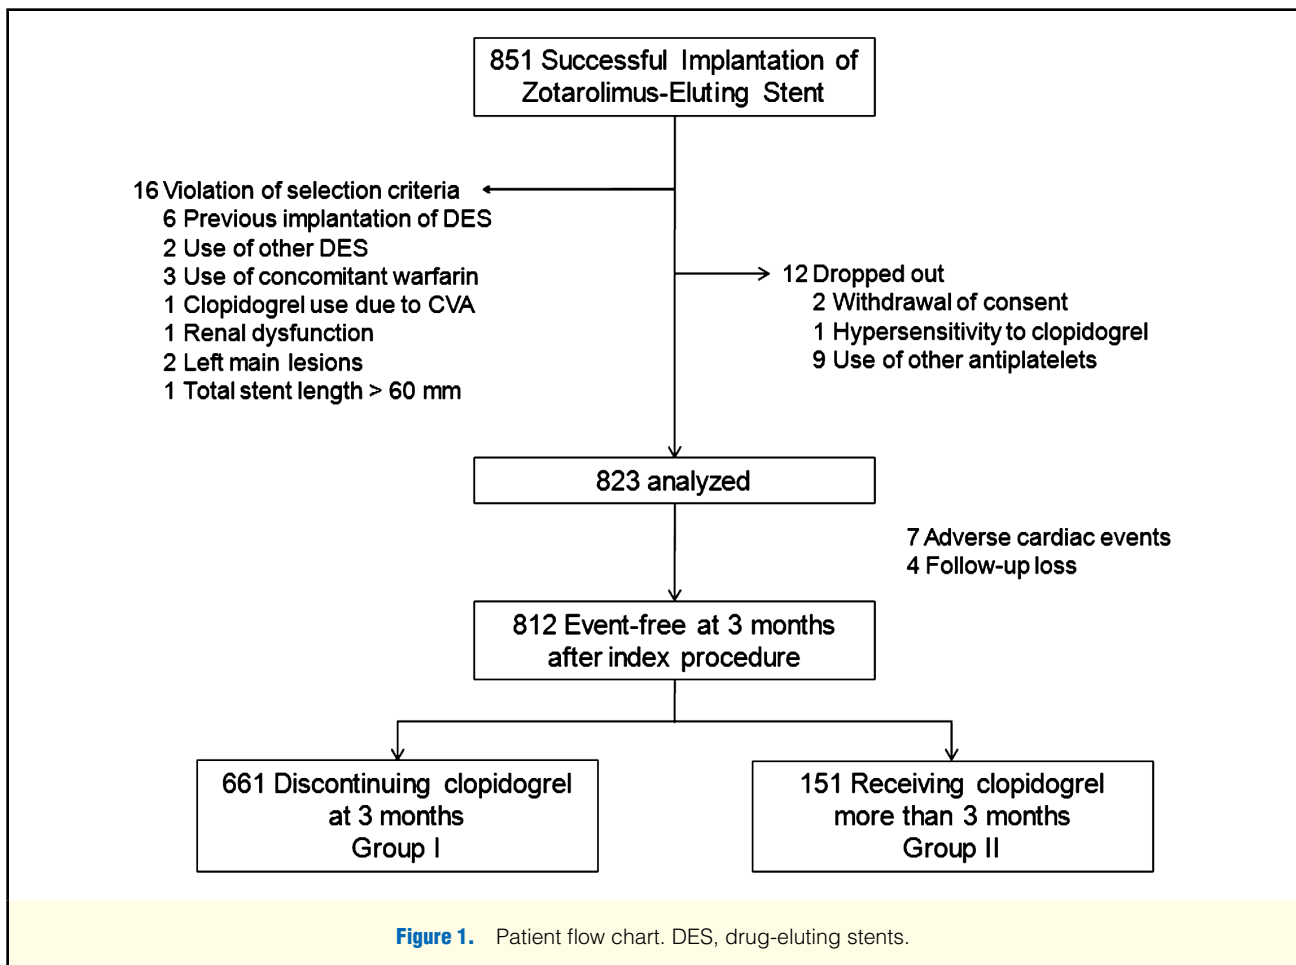 851 Successful Implantation of
Zotarolimus-Eluting Stent
16 Violation of selection criteria
6 Previous implantation of DES
2 Use of other DES
3 Use of concomitant warfarin
1 Clopidogrel use due to CVA
1 Renal dysfunction
2 Left main lesions
1 Total stent length > 60 mm
12 Dropped out
2 Withdrawal of consent
1 Hypersensitivity to clopidogrel
9 Use of other antiplatelets
823 analyzed
7 Adverse cardiac events
4 Follow-up loss
812 Event-free at 3 months
after index procedure
661 Discontinuing clopidogrel
at 3 months
Group I
151 Receiving clopidogrel
more than 3 months
Group II
Figure 1. Patient flow chart. DES, drug-eluting stents.